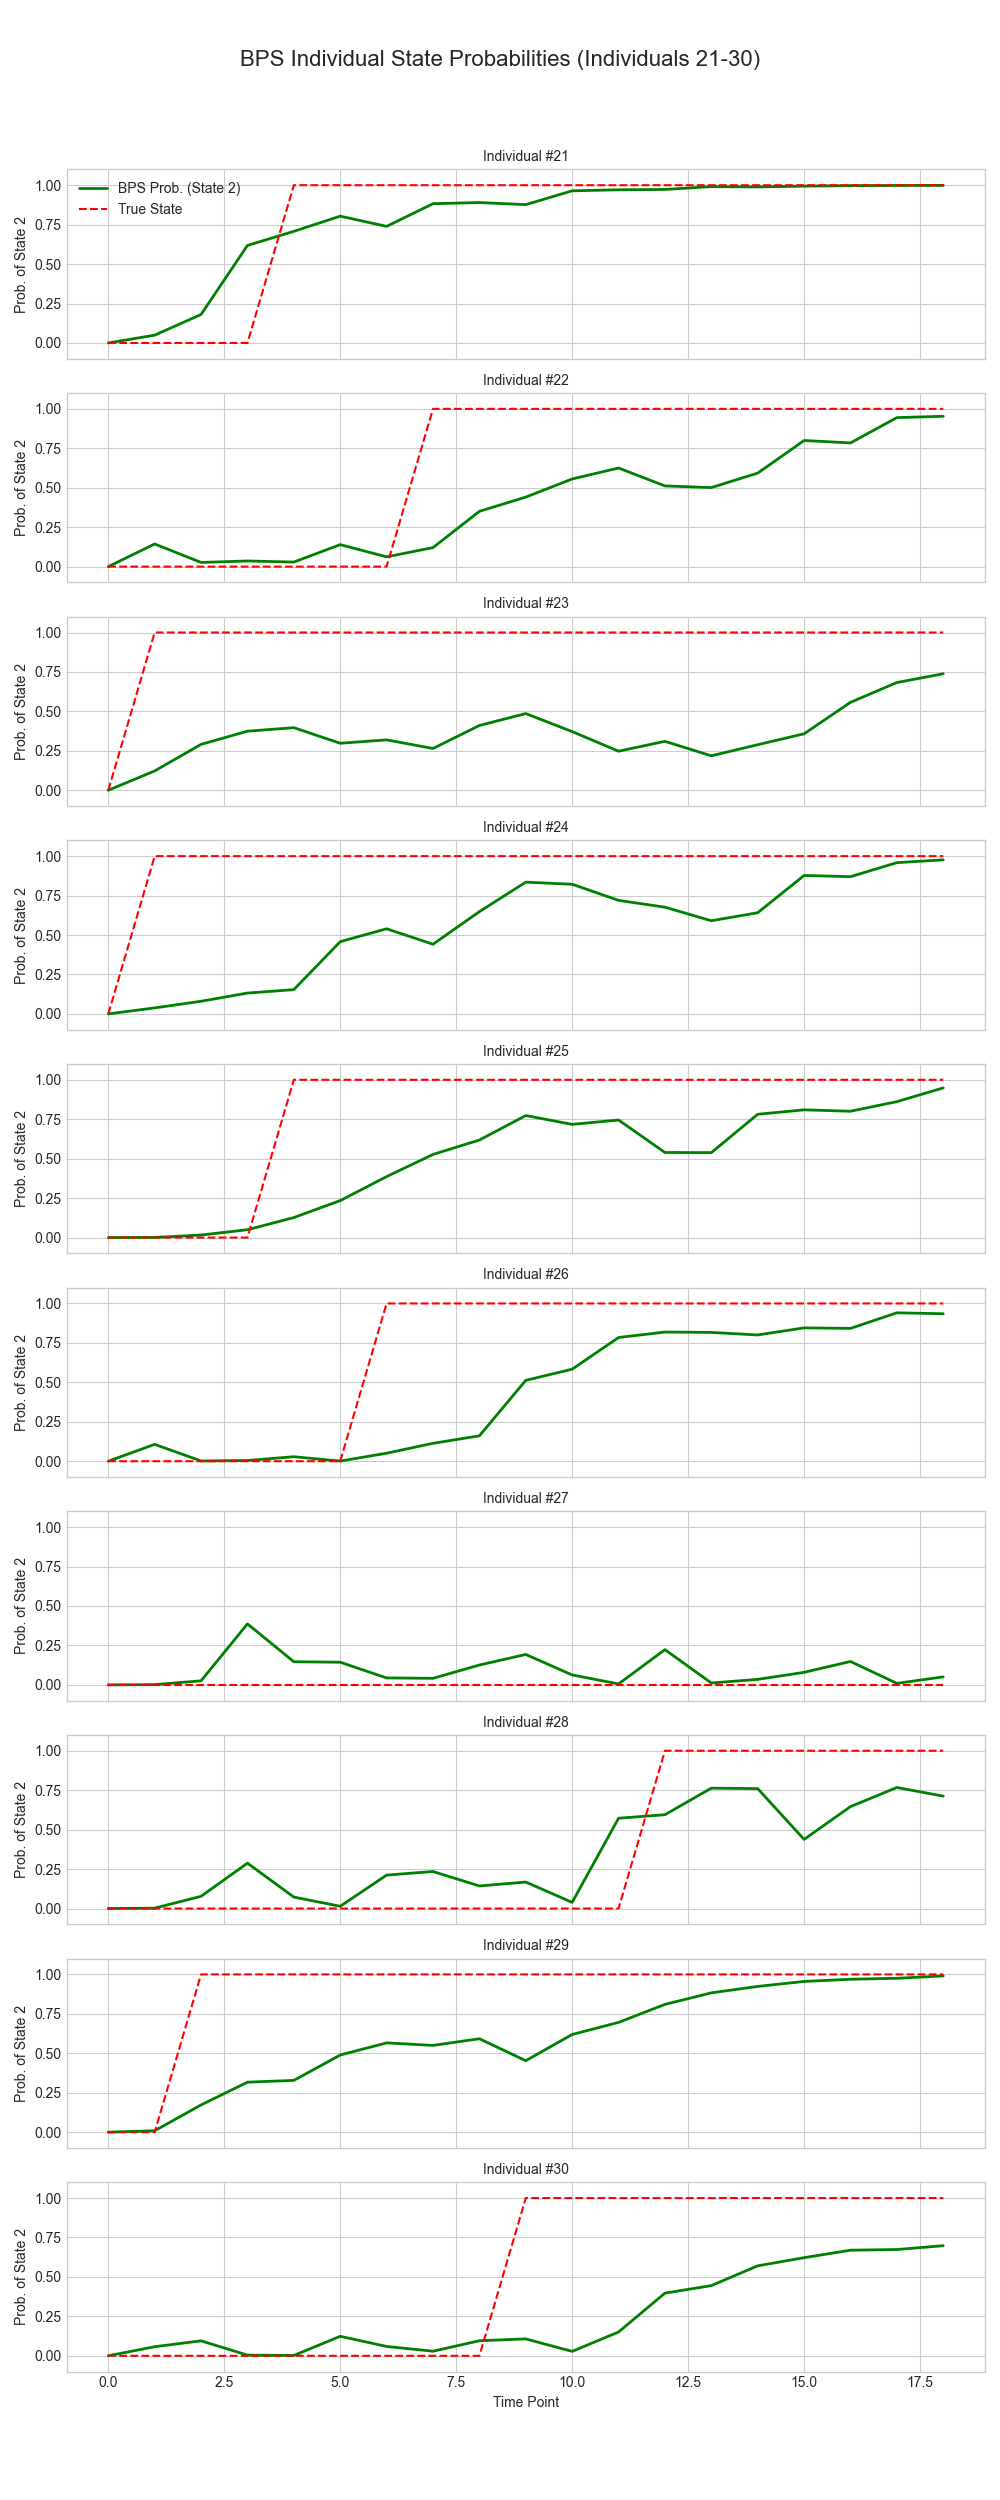 BPS Individual State Probabilities (Individuals 21-30)
Individual #21
Prob. of State 2
1.00
0.75
0.50
0.25
0.00
BPS Prob. (State 2)
True State
Individual #22
Prob. of State 2
1.00
0.75
0.50
0.25
0.00
Individual #23
Prob. of State 2
1.00
0.75
0.50
0.25
0.00
Individual #24
Prob. of State 2
1.00
0.75
0.50
0.25
0.00
Individual #25
Prob. of State 2
1.00
0.75
0.50
0.25
0.00
Individual #26
Prob. of State 2
1.00
0.75
0.50
0.25
0.00
Individual #27
Prob. of State 2
1.00
0.75
0.50
0.25
0.00
Individual #28
Prob. of State 2
1.00
0.75
0.50
0.25
0.00
Individual #29
Prob. of State 2
1.00
0.75
0.50
0.25
0.00
Individual #30
Prob. of State 2
1.00
0.75
0.50
0.25
0.00
0.0 2.5 5.0 7.5 10.0 12.5 15.0 17.5
Time Point